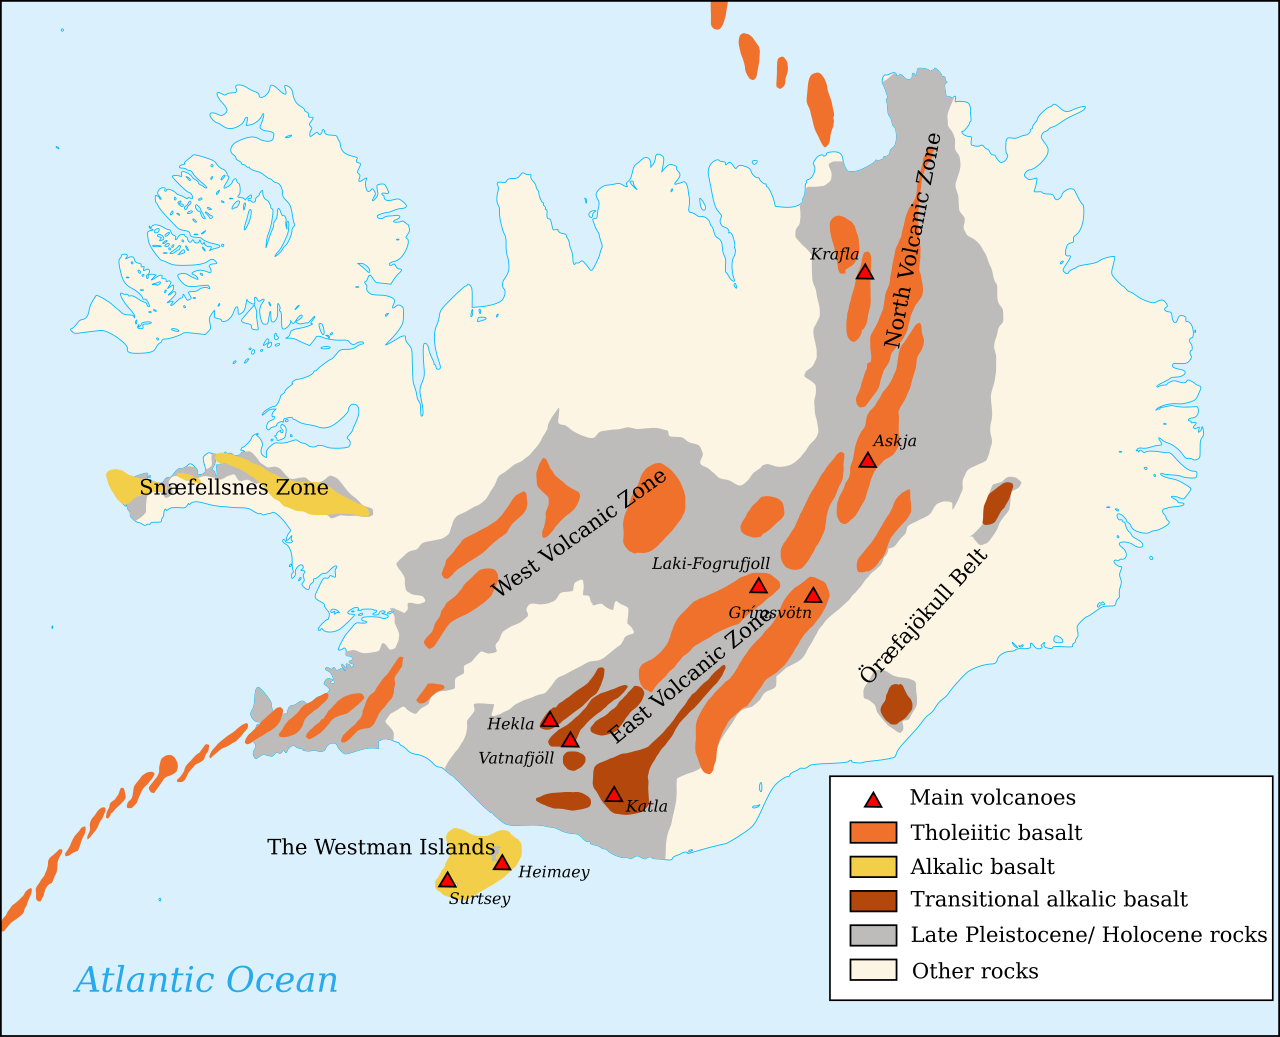 North Volcanic Zone
Krafla
Askja
Snæfellsnes Zone
West Volcanic Zone
Laki-Fogrufjoll
Grímsvötn
East Volcanic Zone
Öræfajökull Belt
Hekla
Vatnafjöll
Katla
The Westman Islands
Heimaey
Surtsey
Atlantic Ocean
Main volcanoes
Tholeiitic basalt
Alkalic basalt
Transitional alkalic basalt
Late Pleistocene/ Holocene rocks
Other rocks